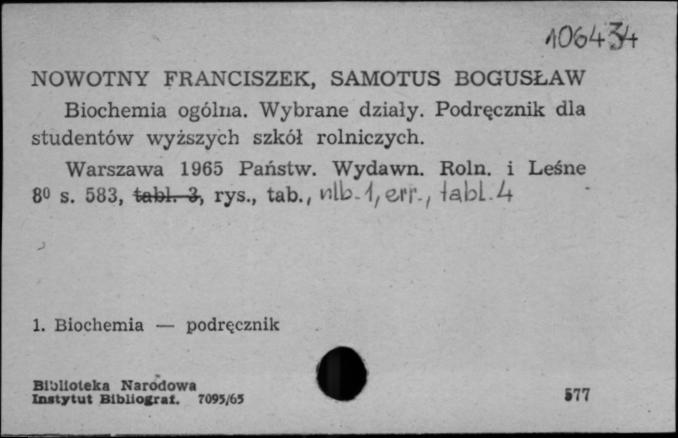 106434
NOWOTNY FRANCISZEK, SAMOTUS BOGUSŁAW
Biochemia ogólna. Wybrane działy. Podręcznik dla
studentów wyższych szkół rolniczych.
Warszawa 1965 Państw. Wydawn. Roln. i Leśne
8⁰ s. 583, tabl. 3, rys., tab., nlb. 1, err., tabl. 4
1. Biochemia — podręcznik
Biblioteka Narodowa
Instytut Bibliograf. 7095/65
577